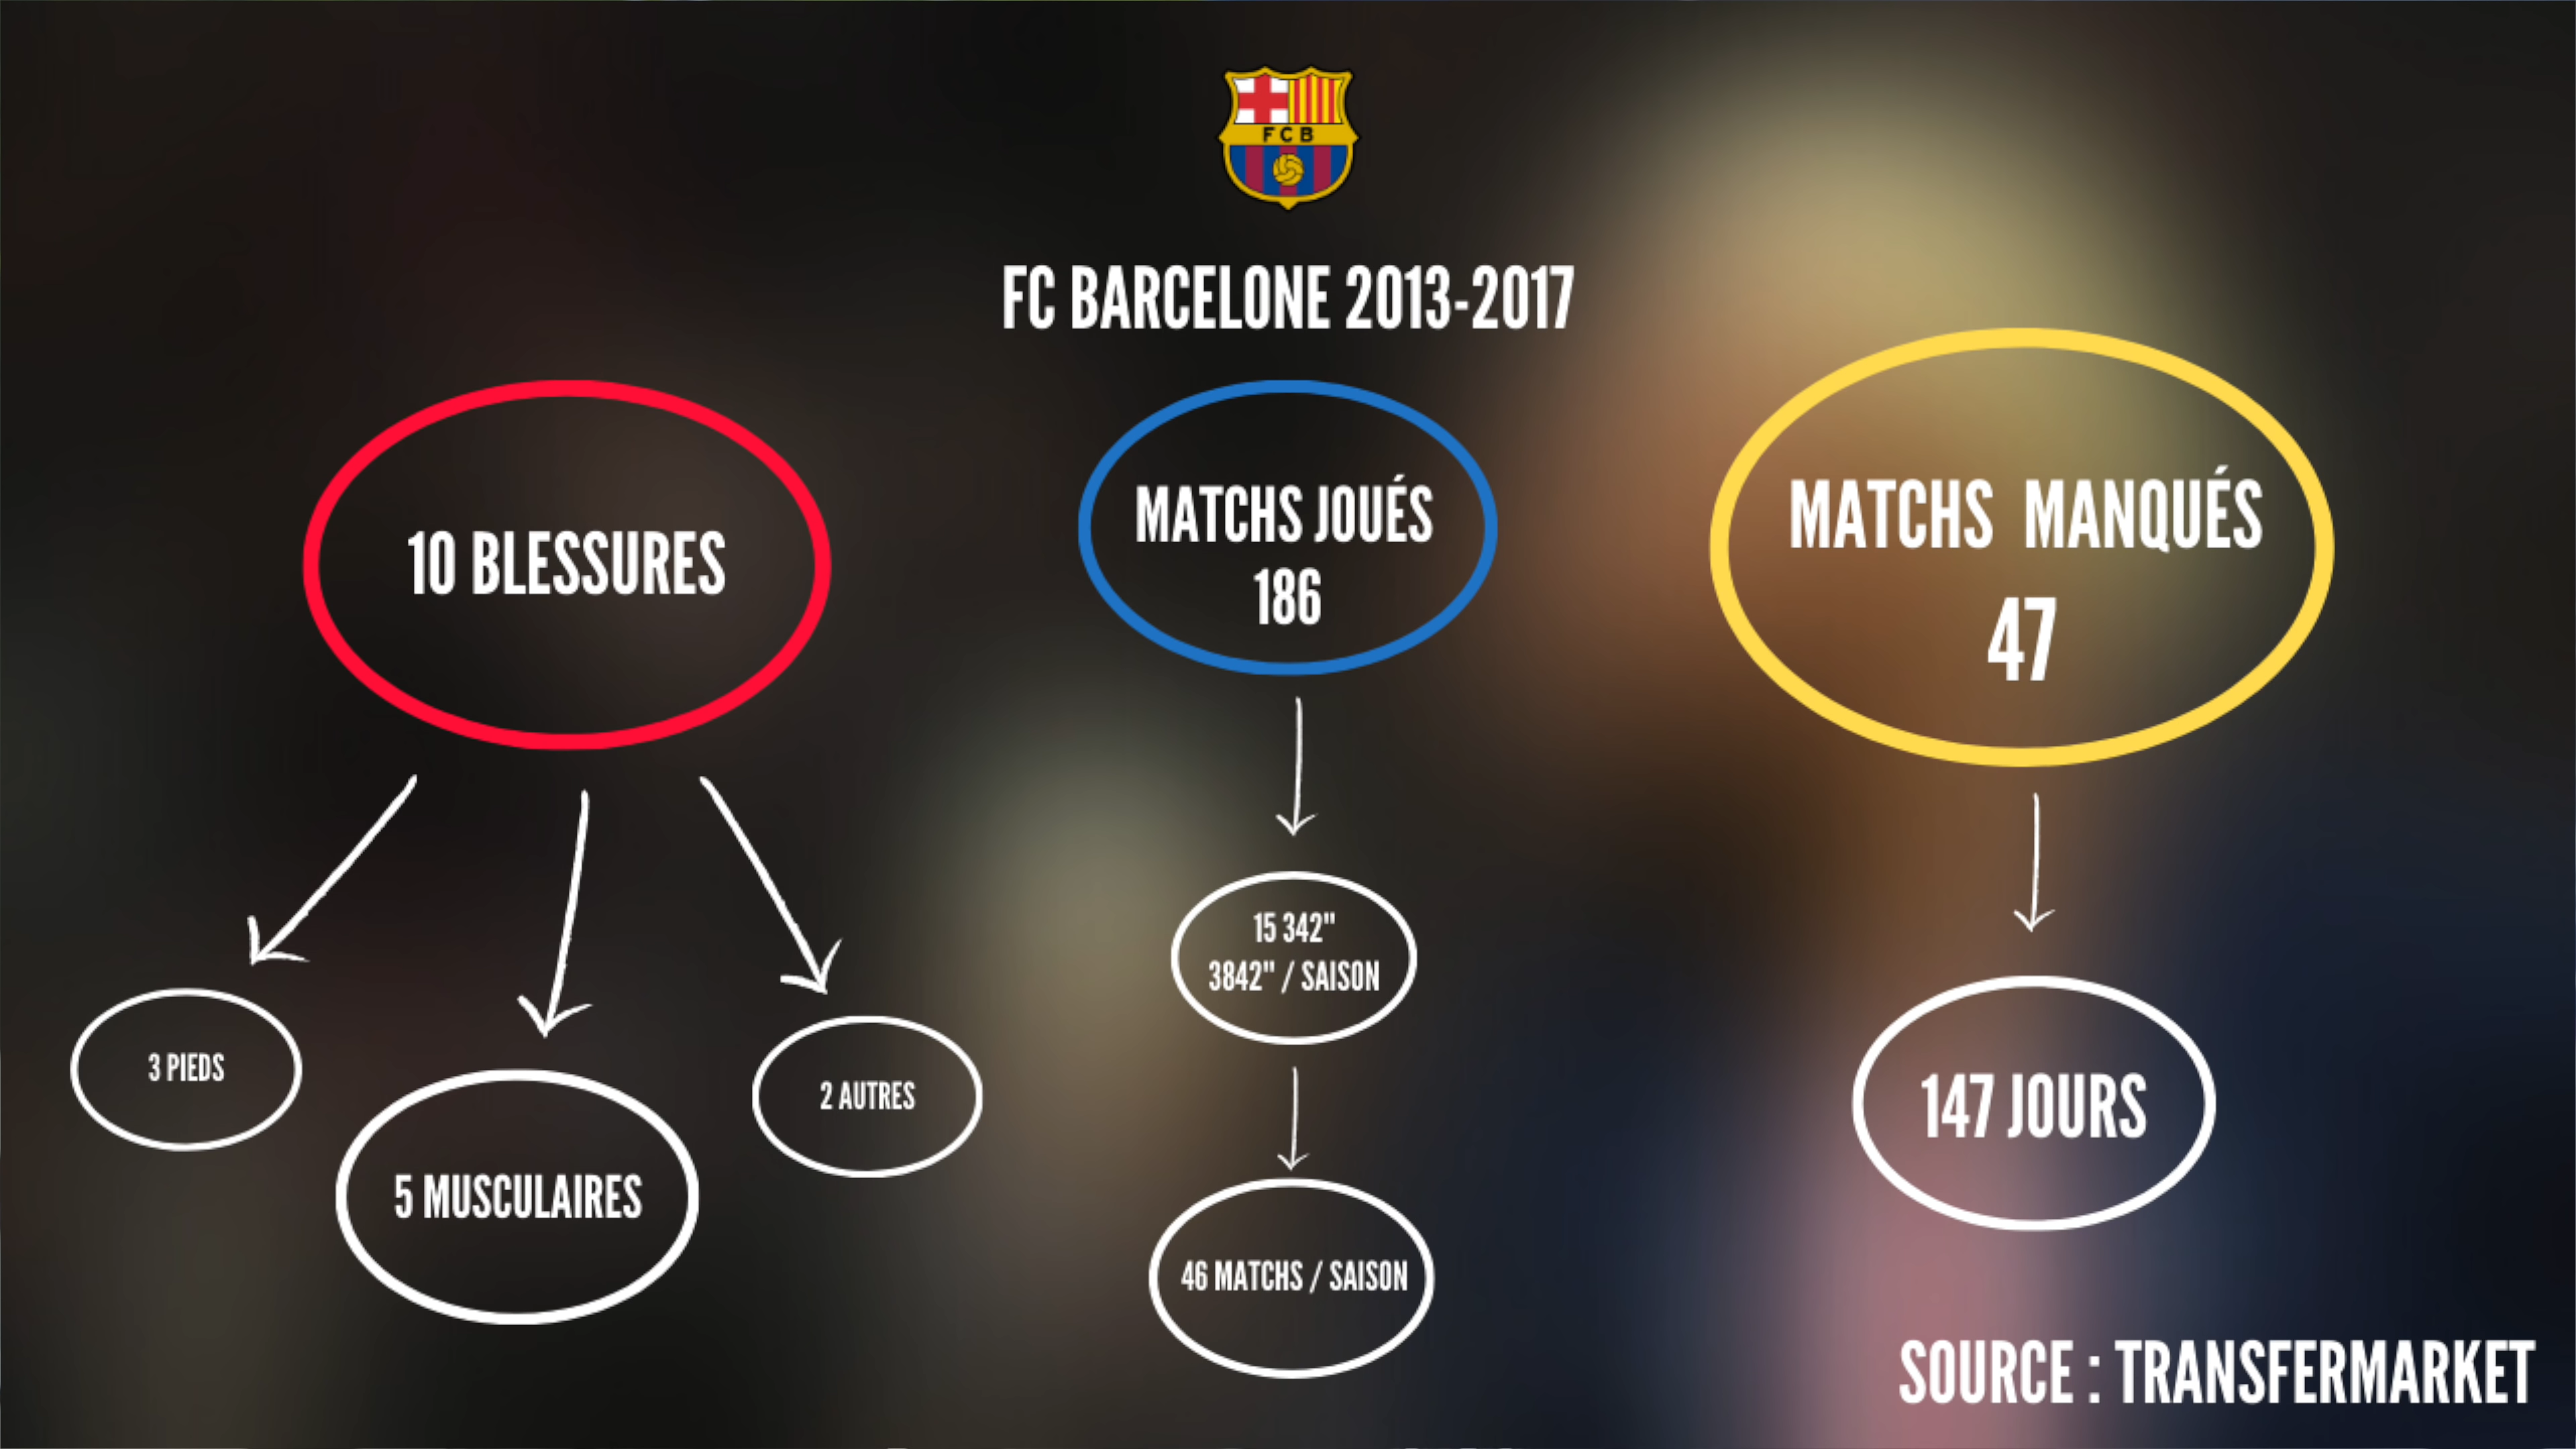 FCB
FC BARCELONE 2013-2017
10 BLESSURES
3 PIEDS
5 MUSCULAIRES
2 AUTRES
MATCHS JOUÉS
186
15 342"
3842" / SAISON
46 MATCHS / SAISON
MATCHS MANQUÉS
47
147 JOURS
SOURCE : TRANSFERMARKET